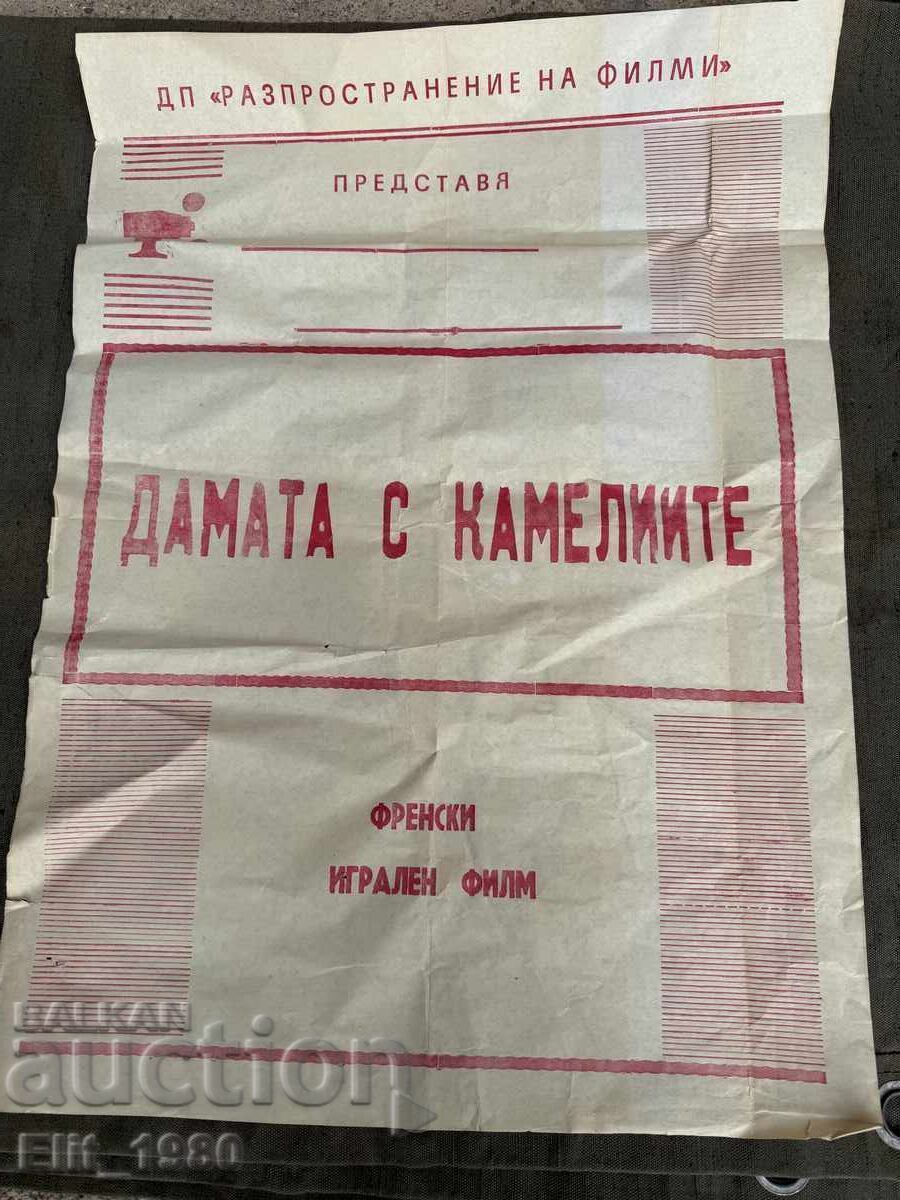 ДП «РАЗПРОСТРАНЕНИЕ НА ФИЛМИ»
ПРЕДСТАВЯ
ДАМАТА С КАМЕЛИИТЕ
ФРЕНСКИ
ИГРАЛЕН ФИЛМ
BALKAN
auction
Elit_1980